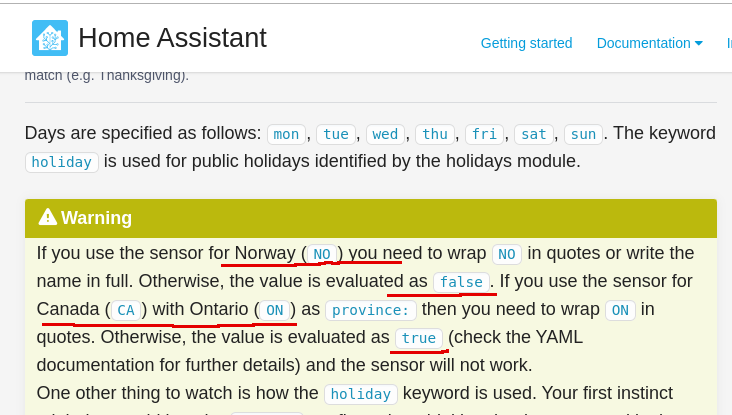 Home Assistant
Getting started Documentation
match (e.g. Thanksgiving).
Days are specified as follows: mon, tue, wed, thu, fri, sat, sun. The keyword
holiday is used for public holidays identified by the holidays module.
Warning
If you use the sensor for Norway (NO) you need to wrap NO in quotes or write the
name in full. Otherwise, the value is evaluated as false. If you use the sensor for
Canada (CA) with Ontario (ON) as province: then you need to wrap ON in
quotes. Otherwise, the value is evaluated as true (check the YAML
documentation for further details) and the sensor will not work.
One other thing to watch is how the holiday keyword is used. Your first instinct